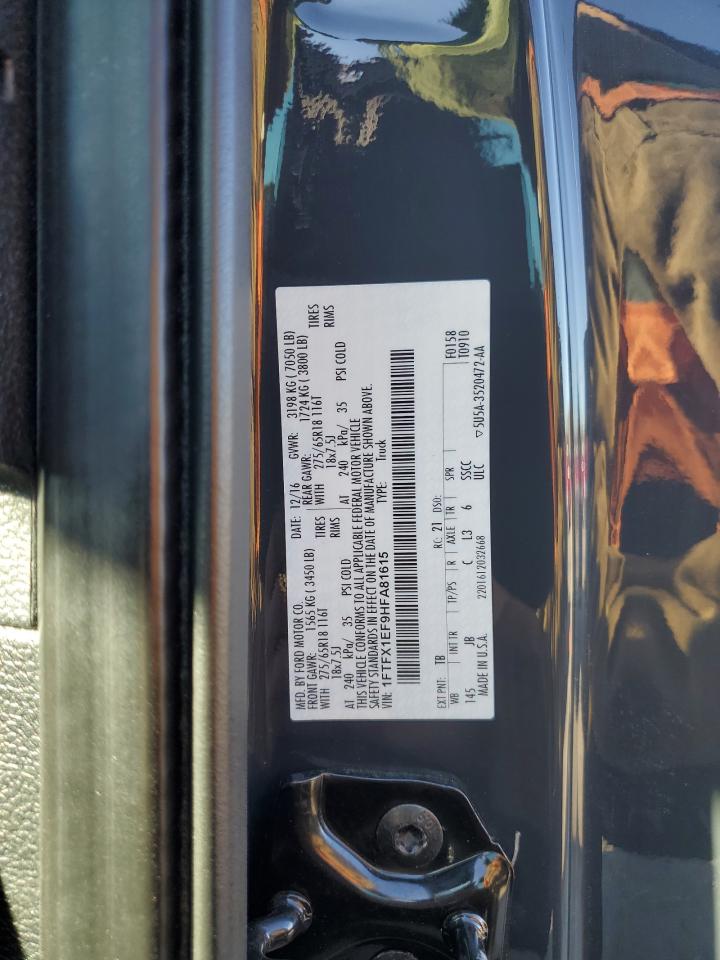 MFD. BY FORD MOTOR CO.
DATE: 12/16 GVWR: 3198 KG ( 7050 LB)
FRONT GAWR: 1565 KG ( 3450 LB) REAR GAWR: 1724 KG ( 3800 LB)
WITH 275/65R18 116T TIRES WITH 275/65R18 116T TIRES
18x7.5J RIMS 18x7.5J RIMS
AT 240 kPa/ 35 PSI COLD AT 240 kPa/ 35 PSI COLD
THIS VEHICLE CONFORMS TO ALL APPLICABLE FEDERAL MOTOR VEHICLE
SAFETY STANDARDS IN EFFECT ON THE DATE OF MANUFACTURE SHOWN ABOVE.
VIN: 1FTFX1EF9HFA81615 TYPE: Truck
EXT PNT: TB RC: 21 DSO: F0158
WB INT TR TP/PS R AXLE TR SPR T0910
145 JB C L3 6 SSCC
MADE IN U.S.A. 2201612032668 ULC ▽5U5A-3520472-AA